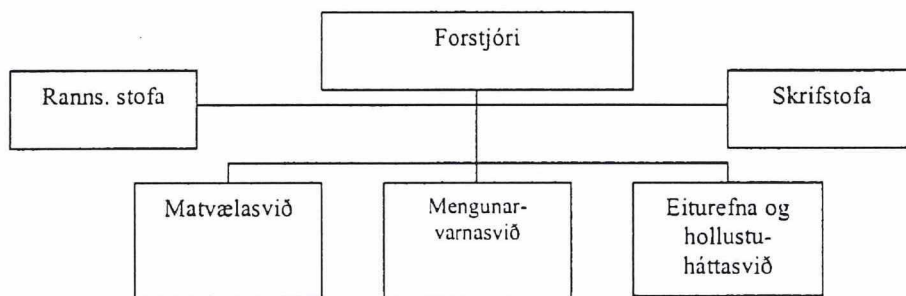 Forstjóri
Ranns. stofa
Skrifstofa
Matvælasvið
Mengunar-
varnasvið
Eiturefna og
hollustu-
háttasvið